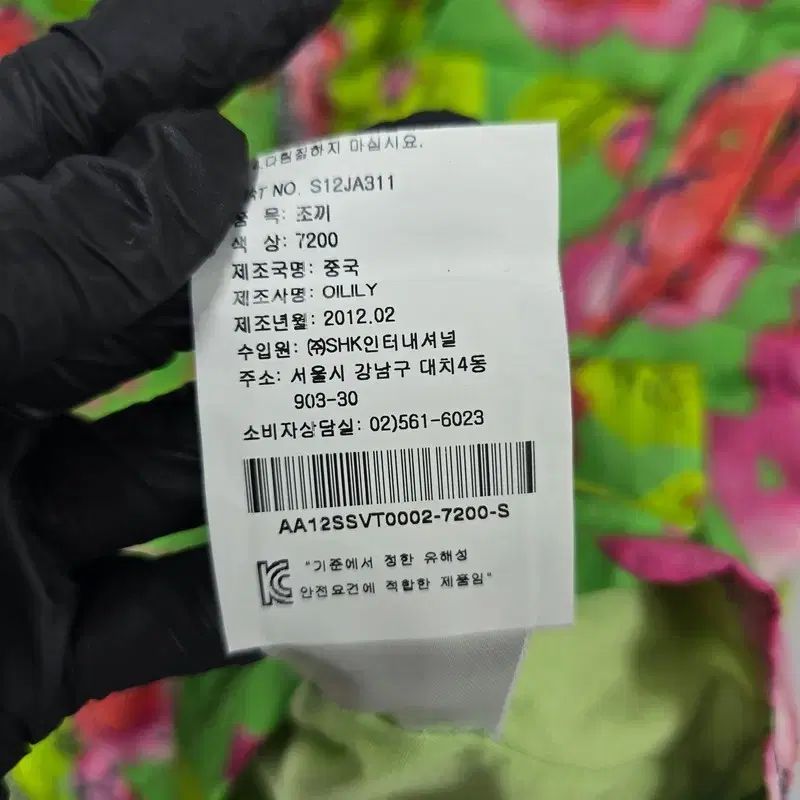 다림질하지 마십시요.
NO. S12JA311
목: 조끼
색 상: 7200
제조국명: 중국
제조사명: OILILY
제조년월: 2012.02
수입원: ㈜SHK인터내셔널
주소: 서울시 강남구 대치4동
903-30
소비자상담실: 02)561-6023
AA12SSVT0002-7200-S
"기준에서 정한 유해성
안전요건에 적합한 제품임"